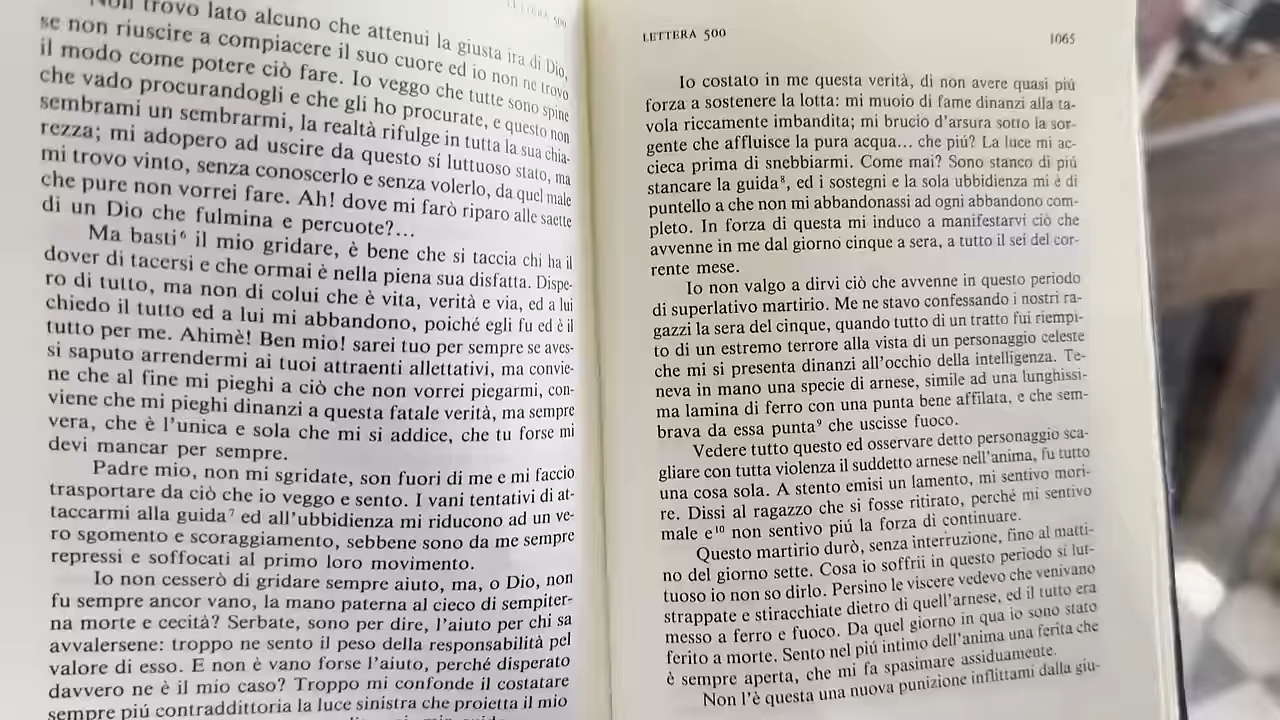 LETTERA 500
Non trovo lato alcuno che attenui la giusta ira di Dio,
se non riuscire a compiacere il suo cuore ed io non ne trovo
il modo come potere ciò fare. Io veggo che tutte sono spine
che vado procurandogli e che gli ho procurate, e questo non
sembrami un sembrarmi, la realtà rifulge in tutta la sua chia-
rezza; mi adopero ad uscire da questo sí luttuoso stato, ma
mi trovo vinto, senza conoscerlo e senza volerlo, da quel male
che pure non vorrei fare. Ah! dove mi farò riparo alle saette
di un Dio che fulmina e percuote?...
Ma basti⁶ il mio gridare, è bene che si taccia chi ha il
dover di tacersi e che ormai è nella piena sua disfatta. Dispe-
ro di tutto, ma non di colui che è vita, verità e via, ed a lui
chiedo il tutto ed a lui mi abbandono, poiché egli fu ed è il
tutto per me. Ahimè! Ben mio! sarei tuo per sempre se aves-
si saputo arrendermi ai tuoi attraenti allettativi, ma convie-
ne che al fine mi pieghi a ciò che non vorrei piegarmi, con-
viene che mi pieghi dinanzi a questa fatale verità, ma sempre
vera, che è l'unica e sola che mi si addice, che tu forse mi
devi mancar per sempre.
Padre mio, non mi sgridate, son fuori di me e mi faccio
trasportare da ciò che io veggo e sento. I vani tentativi di at-
taccarmi alla guida⁷ ed all'ubbidienza mi riducono ad un ve-
ro sgomento e scoraggiamento, sebbene sono da me sempre
repressi e soffocati al primo loro movimento.
Io non cesserò di gridare sempre aiuto, ma, o Dio, non
fu sempre ancor vano, la mano paterna al cieco di sempiter-
na morte e cecità? Serbate, sono per dire, l'aiuto per chi sa
avvalersene: troppo ne sento il peso della responsabilità pel
valore di esso. E non è vano forse l'aiuto, perché disperato
davvero ne è il mio caso? Troppo mi confonde il costatare
sempre piú contraddittoria la luce sinistra che proietta il mio
LETTERA 500
1065
Io costato in me questa verità, di non avere quasi piú
forza a sostenere la lotta: mi muoio di fame dinanzi alla ta-
vola riccamente imbandita; mi brucio d'arsura sotto la sor-
gente che affluisce la pura acqua... che piú? La luce mi ac-
cieca prima di snebbiarmi. Come mai? Sono stanco di piú
stancare la guida⁸, ed i sostegni e la sola ubbidienza mi è di
puntello a che non mi abbandonassi ad ogni abbandono com-
pleto. In forza di questa mi induco a manifestarvi ciò che
avvenne in me dal giorno cinque a sera, a tutto il sei del cor-
rente mese.
Io non valgo a dirvi ciò che avvenne in questo periodo
di superlativo martirio. Me ne stavo confessando i nostri ra-
gazzi la sera del cinque, quando tutto di un tratto fui riempi-
to di un estremo terrore alla vista di un personaggio celeste
che mi si presenta dinanzi all'occhio della intelligenza. Te-
neva in mano una specie di arnese, simile ad una lunghissi-
ma lamina di ferro con una punta bene affilata, e che sem-
brava da essa punta⁹ che uscisse fuoco.
Vedere tutto questo ed osservare detto personaggio sca-
gliare con tutta violenza il suddetto arnese nell'anima, fu tutto
una cosa sola. A stento emisi un lamento, mi sentivo mori-
re. Dissi al ragazzo che si fosse ritirato, perché mi sentivo
male e¹⁰ non sentivo piú la forza di continuare.
Questo martirio durò, senza interruzione, fino al matti-
no del giorno sette. Cosa io soffrii in questo periodo sí lut-
tuoso io non so dirlo. Persino le viscere vedevo che venivano
strappate e stiracchiate dietro di quell'arnese, ed il tutto era
messo a ferro e fuoco. Da quel giorno in qua io sono stato
ferito a morte. Sento nel piú intimo dell'anima una ferita che
è sempre aperta, che mi fa spasimare assiduamente.
Non l'è questa una nuova punizione inflittami dalla giu-